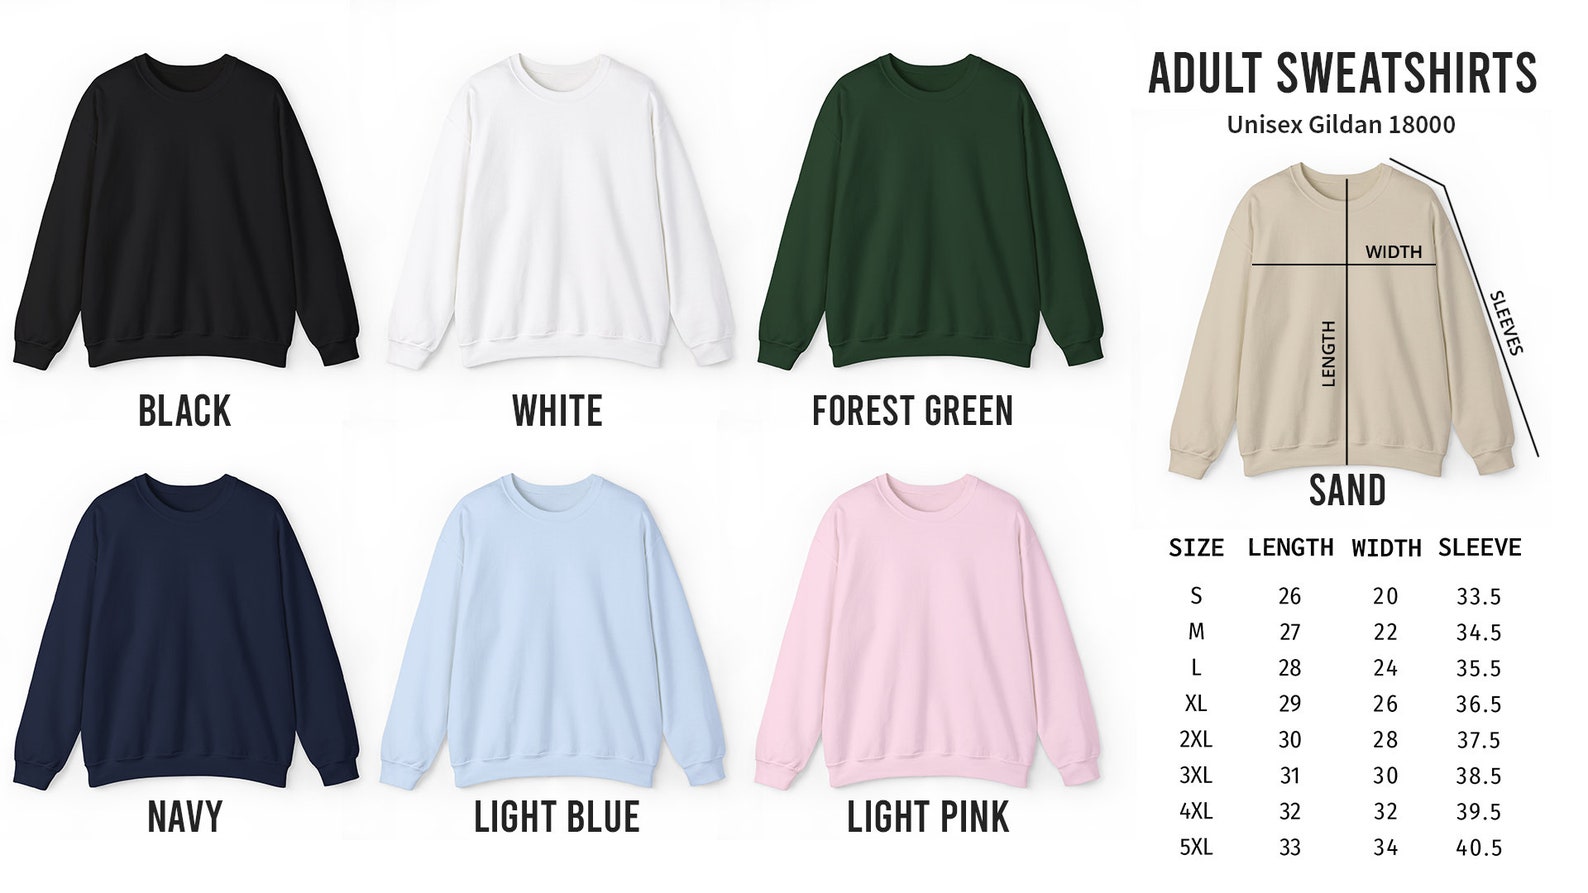 BLACK
WHITE
FOREST GREEN
NAVY
LIGHT BLUE
LIGHT PINK
ADULT SWEATSHIRTS
Unisex Gildan 18000
WIDTH
LENGTH
SLEEVES
SAND
SIZE LENGTH WIDTH SLEEVE
S 26 20 33.5
M 27 22 34.5
L 28 24 35.5
XL 29 26 36.5
2XL 30 28 37.5
3XL 31 30 38.5
4XL 32 32 39.5
5XL 33 34 40.5